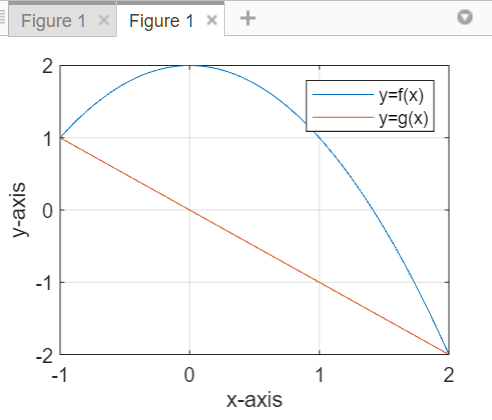 Figure 1 × Figure 1 × +
2
1
0
-1
-2
y-axis
y=f(x)
y=g(x)
-1 0 1 2
x-axis